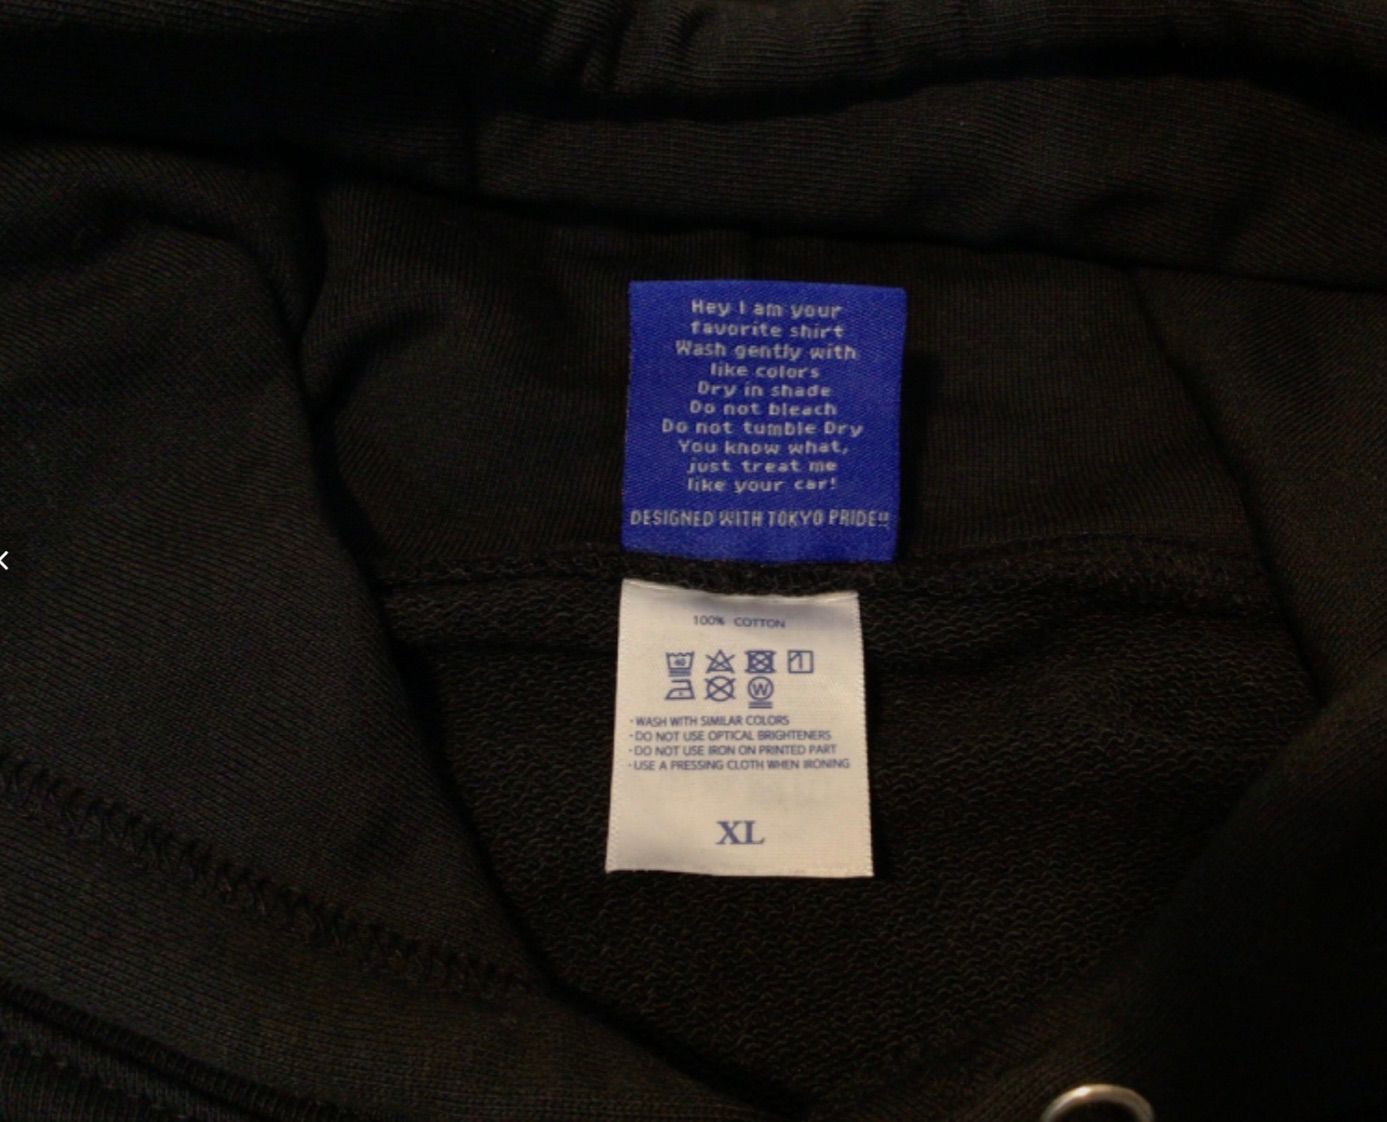 Hey I am your
favorite shirt
Wash gently with
like colors
Dry in shade
Do not bleach
Do not tumble Dry
You know what,
just treat me
like your car!
DESIGNED WITH TOKYO PRIDE!!
100% COTTON
40
W
・WASH WITH SIMILAR COLORS
・DO NOT USE OPTICAL BRIGHTENERS
・DO NOT USE IRON ON PRINTED PART
・USE A PRESSING CLOTH WHEN IRONING
XL